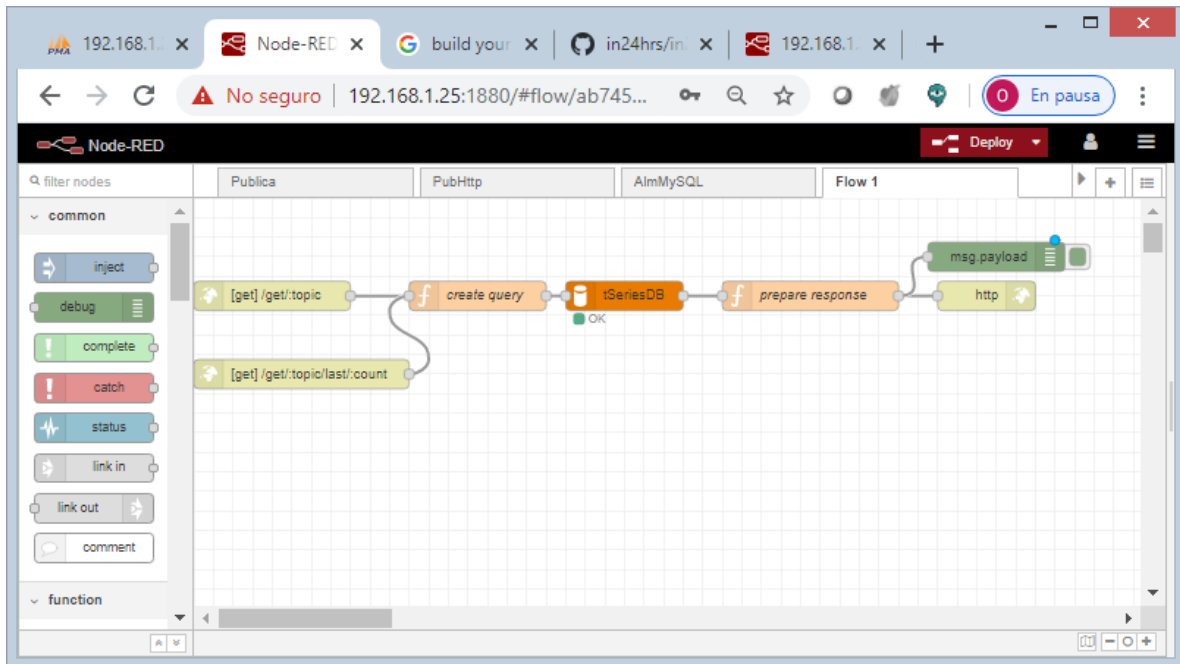 PMA 192.168.1. Node-RED build your in24hrs/in 192.168.1.
No seguro 192.168.1.25:1880/#flow/ab745... O En pausa
Node-RED Deploy
filter nodes Publica PubHttp AlmMySQL Flow 1
common
inject
debug
complete
catch
status
link in
link out
comment
function
msg.payload
[get] /get/:topic create query tSeriesDB prepare response http
OK
[get] /get/:topic/last/:count